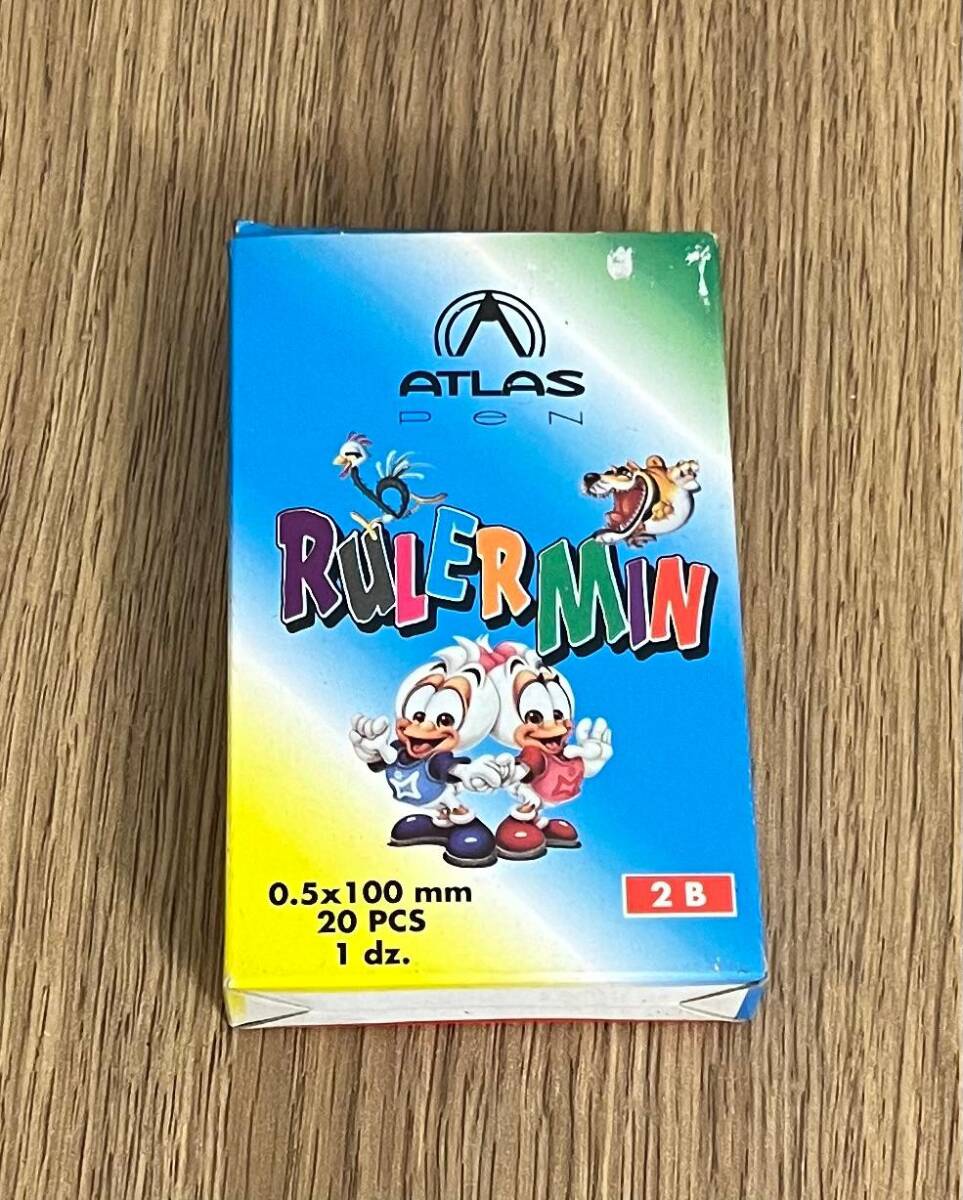 ATLAS
PeN
RULERMIN
0.5x100 mm
20 PCS
1 dz.
2 B